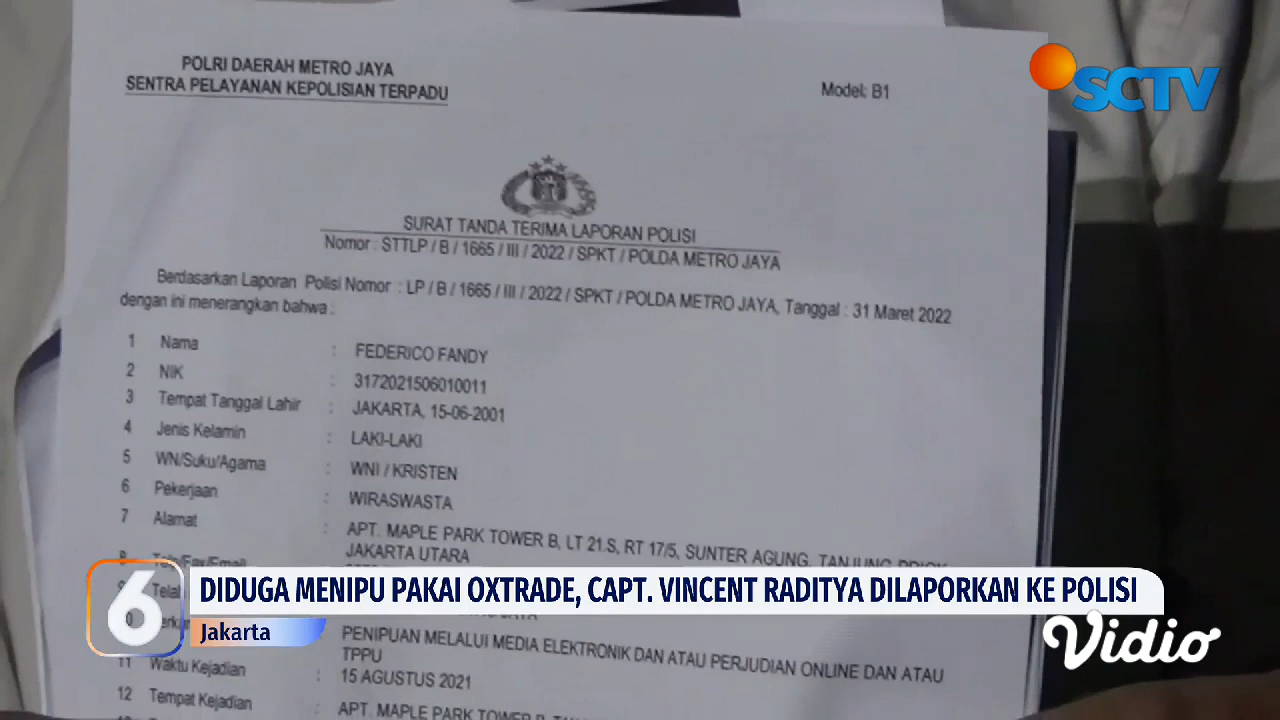 POLRI DAERAH METRO JAYA
SENTRA PELAYANAN KEPOLISIAN TERPADU
Model: B1
SCTV
SURAT TANDA TERIMA LAPORAN POLISI
Nomor : STTLP / B / 1665 / III / 2022 / SPKT / POLDA METRO JAYA
Berdasarkan Laporan Polisi Nomor : LP / B / 1665 / III / 2022 / SPKT / POLDA METRO JAYA, Tanggal : 31 Maret 2022
dengan ini menerangkan bahwa :
1 Nama : FEDERICO FANDY
2 NIK : 3172021506010011
3 Tempat Tanggal Lahir : JAKARTA, 15-06-2001
4 Jenis Kelamin : LAKI-LAKI
5 WN/Suku/Agama : WNI / KRISTEN
6 Pekerjaan : WIRASWASTA
7 Alamat : APT. MAPLE PARK TOWER B, LT 21.S, RT 17/5, SUNTER AGUNG, TANJUNG PRIOK
JAKARTA UTARA
8 Telp/Fax/Email
6
DIDUGA MENIPU PAKAI OXTRADE, CAPT. VINCENT RADITYA DILAPORKAN KE POLISI
Jakarta
Vidio
PENIPUAN MELALUI MEDIA ELEKTRONIK DAN ATAU PERJUDIAN ONLINE DAN ATAU
TPPU
11 Waktu Kejadian : 15 AGUSTUS 2021
12 Tempat Kejadian : APT. MAPLE PARK TOWER B,